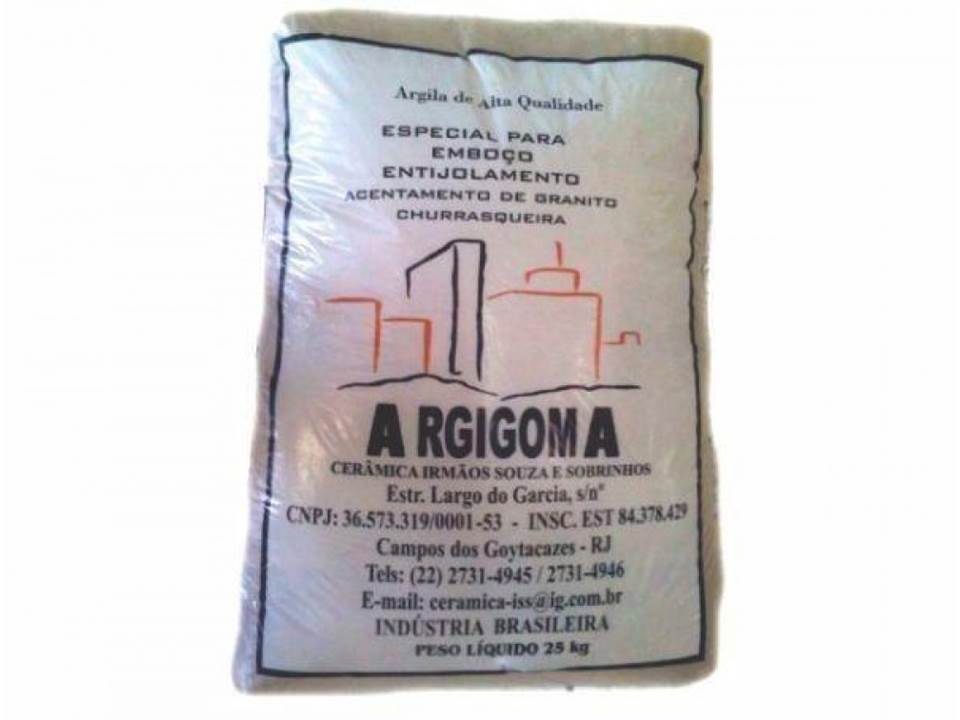 Argila de Alta Qualidade
ESPECIAL PARA
EMBOÇO
ENTIJOLAMENTO
ACENTAMENTO DE GRANITO
CHURRASQUEIRA
ARGIGOMA
CERÂMICA IRMÃOS SOUZA E SOBRINHOS
Estr. Largo do Garcia, s/nº
CNPJ: 36.573.319/0001-53 - INSC. EST 84.378.429
Campos dos Goytacazes - RJ
Tels: (22) 2731-4945 / 2731-4946
E-mail: ceramica-iss@ig.com.br
INDÚSTRIA BRASILEIRA
PESO LÍQUIDO 25 kg